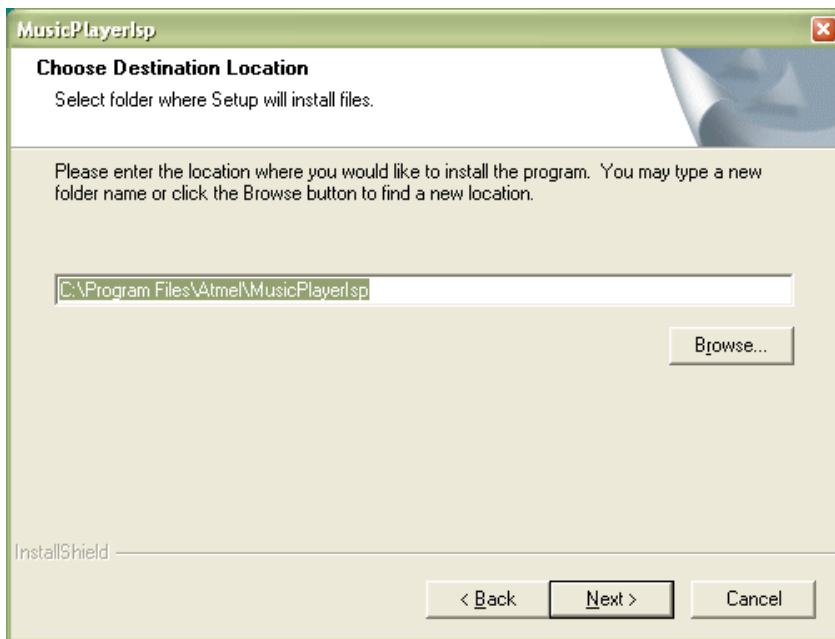 MusicPlayerIsp
Choose Destination Location
Select folder where Setup will install files.
Please enter the location where you would like to install the program. You may type a new
folder name or click the Browse button to find a new location.
C:\Program Files\Atmel\MusicPlayerIsp
Browse...
InstallShield
< Back
Next >
Cancel